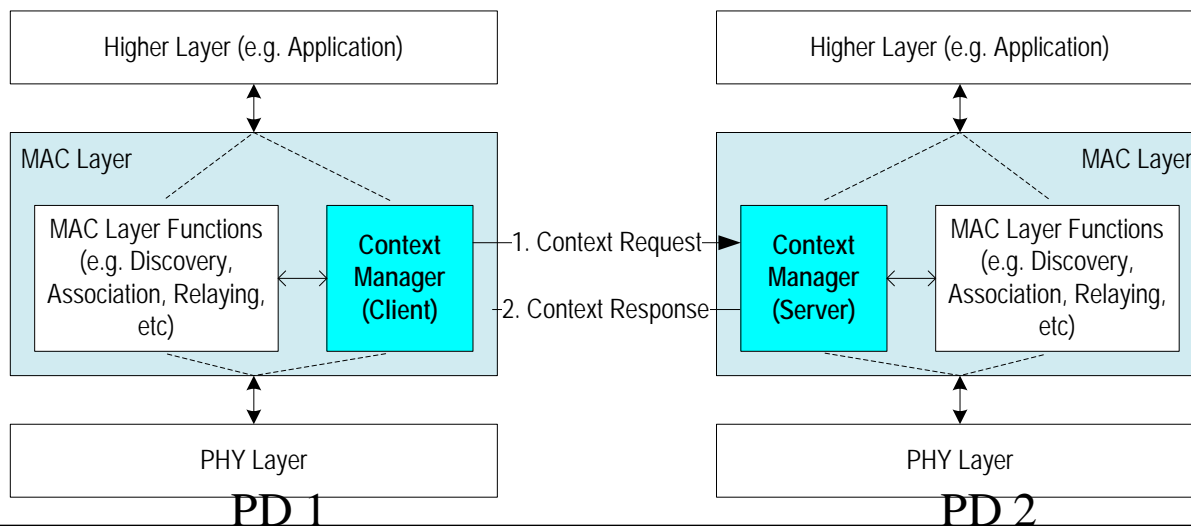 Higher Layer (e.g. Application)
Higher Layer (e.g. Application)
MAC Layer
MAC Layer
MAC Layer Functions
(e.g. Discovery,
Association, Relaying,
etc)
Context
Manager
(Client)
1. Context Request
2. Context Response
Context
Manager
(Server)
MAC Layer Functions
(e.g. Discovery,
Association, Relaying,
etc)
PHY Layer
PHY Layer
PD 1
PD 2